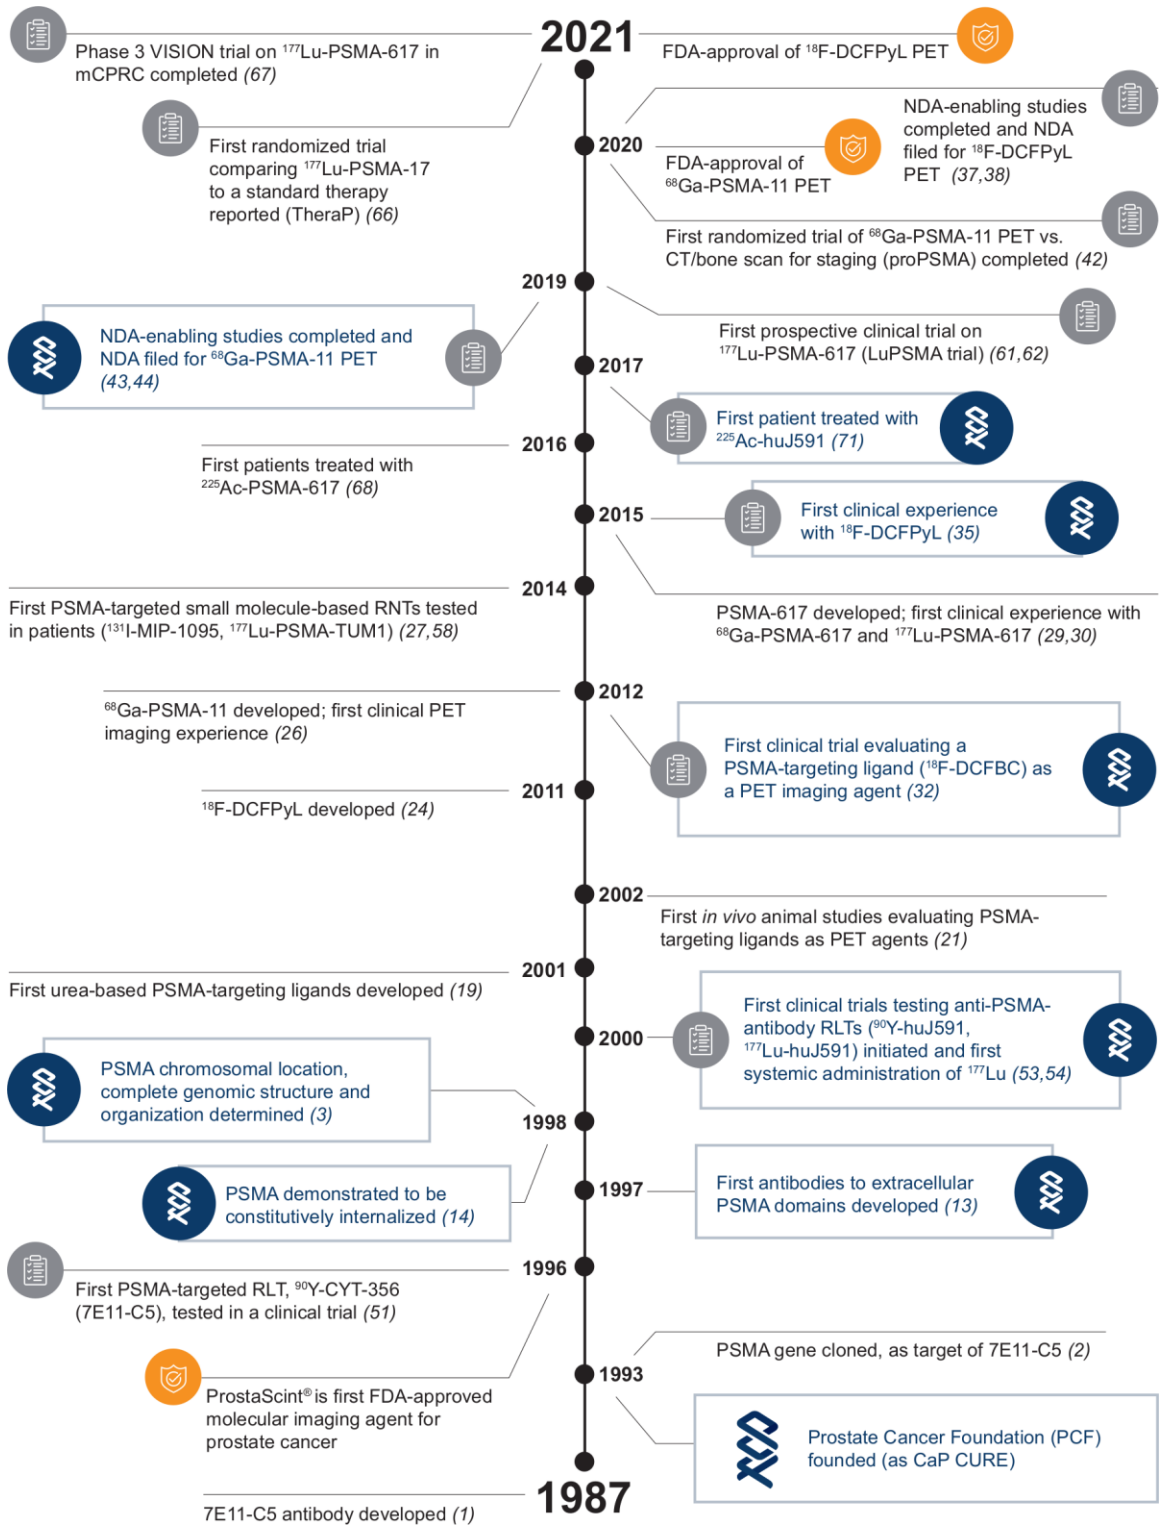 2021
Phase 3 VISION trial on ¹⁷⁷Lu-PSMA-617 in
mCPRC completed (67)
FDA-approval of ¹⁸F-DCFPyL PET
First randomized trial
comparing ¹⁷⁷Lu-PSMA-17
to a standard therapy
reported (TheraP) (66)
2020
NDA-enabling studies
completed and NDA
filed for ¹⁸F-DCFPyL
PET (37,38)
FDA-approval of
⁶⁸Ga-PSMA-11 PET
First randomized trial of ⁶⁸Ga-PSMA-11 PET vs.
CT/bone scan for staging (proPSMA) completed (42)
2019
NDA-enabling studies completed and
NDA filed for ⁶⁸Ga-PSMA-11 PET
(43,44)
First prospective clinical trial on
¹⁷⁷Lu-PSMA-617 (LuPSMA trial) (61,62)
2017
First patient treated with
²²⁵Ac-huJ591 (71)
2016
First patients treated with
²²⁵Ac-PSMA-617 (68)
2015
First clinical experience
with ¹⁸F-DCFPyL (35)
PSMA-617 developed; first clinical experience with
⁶⁸Ga-PSMA-617 and ¹⁷⁷Lu-PSMA-617 (29,30)
2014
First PSMA-targeted small molecule-based RNTs tested
in patients (¹³¹I-MIP-1095, ¹⁷⁷Lu-PSMA-TUM1) (27,58)
2012
⁶⁸Ga-PSMA-11 developed; first clinical PET
imaging experience (26)
First clinical trial evaluating a
PSMA-targeting ligand (¹⁸F-DCFBC) as
a PET imaging agent (32)
2011
¹⁸F-DCFPyL developed (24)
2002
First in vivo animal studies evaluating PSMA-
targeting ligands as PET agents (21)
2001
First urea-based PSMA-targeting ligands developed (19)
2000
First clinical trials testing anti-PSMA-
antibody RLTs (⁹⁰Y-huJ591,
¹⁷⁷Lu-huJ591) initiated and first
systemic administration of ¹⁷⁷Lu (53,54)
PSMA chromosomal location,
complete genomic structure and
organization determined (3)
1998
PSMA demonstrated to be
constitutively internalized (14)
1997
First antibodies to extracellular
PSMA domains developed (13)
1996
First PSMA-targeted RLT, ⁹⁰Y-CYT-356
(7E11-C5), tested in a clinical trial (51)
ProstaScint® is first FDA-approved
molecular imaging agent for
prostate cancer
1993
PSMA gene cloned, as target of 7E11-C5 (2)
Prostate Cancer Foundation (PCF)
founded (as CaP CURE)
1987
7E11-C5 antibody developed (1)